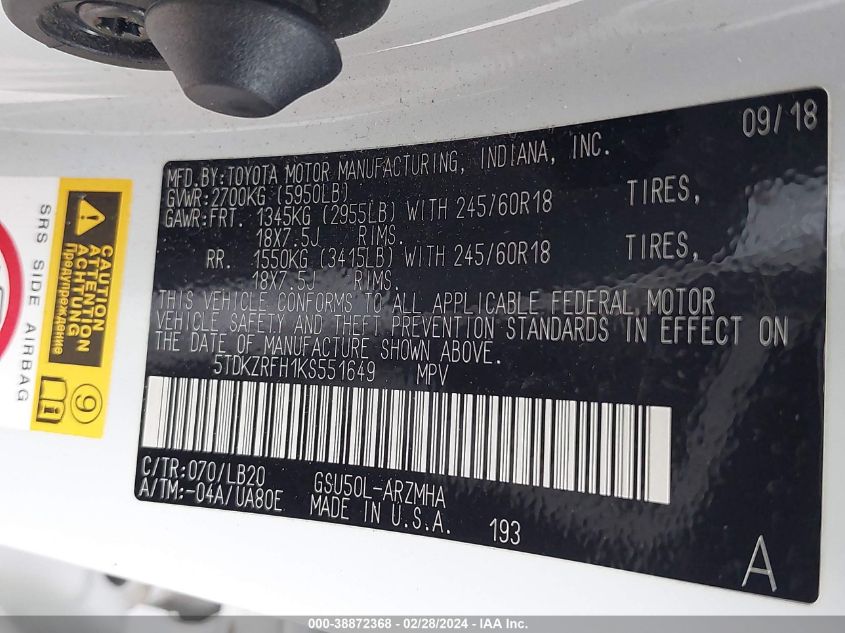 09/18
MFD.BY:TOYOTA MOTOR MANUFACTURING, INDIANA, INC.
GVWR:2700KG (5950LB)
GAWR:FRT. 1345KG (2955LB) WITH 245/60R18 TIRES,
18X7.5J RIMS.
RR. 1550KG (3415LB) WITH 245/60R18 TIRES,
18X7.5J RIMS.
THIS VEHICLE CONFORMS TO ALL APPLICABLE FEDERAL MOTOR
VEHICLE SAFETY AND THEFT PREVENTION STANDARDS IN EFFECT ON
THE DATE OF MANUFACTURE SHOWN ABOVE.
5TDKZRFH1KS551649 MPV
C/TR:070/LB20
A/TM:-04A/UA80E
GSU50L-ARZMHA
MADE IN U.S.A.
193
A
SRS SIDE AIRBAG
CAUTION
ATTENTION
ACHTUNG
Предупреждение
9
000-38872368 - 02/28/2024 - IAA Inc.